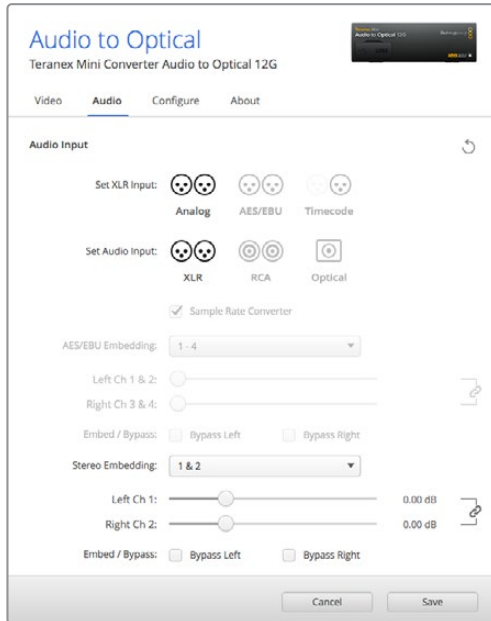 Audio to Optical
Teranex Mini Converter Audio to Optical 12G
Video Audio Configure About
Audio Input
Set XLR Input:
Analog AES/EBU Timecode
Set Audio Input:
XLR RCA Optical
Sample Rate Converter
AES/EBU Embedding: 1 - 4
Left Ch 1 & 2:
Right Ch 3 & 4:
Embed / Bypass: Bypass Left Bypass Right
Stereo Embedding: 1 & 2
Left Ch 1: 0.00 dB
Right Ch 2: 0.00 dB
Embed / Bypass: Bypass Left Bypass Right
Cancel Save